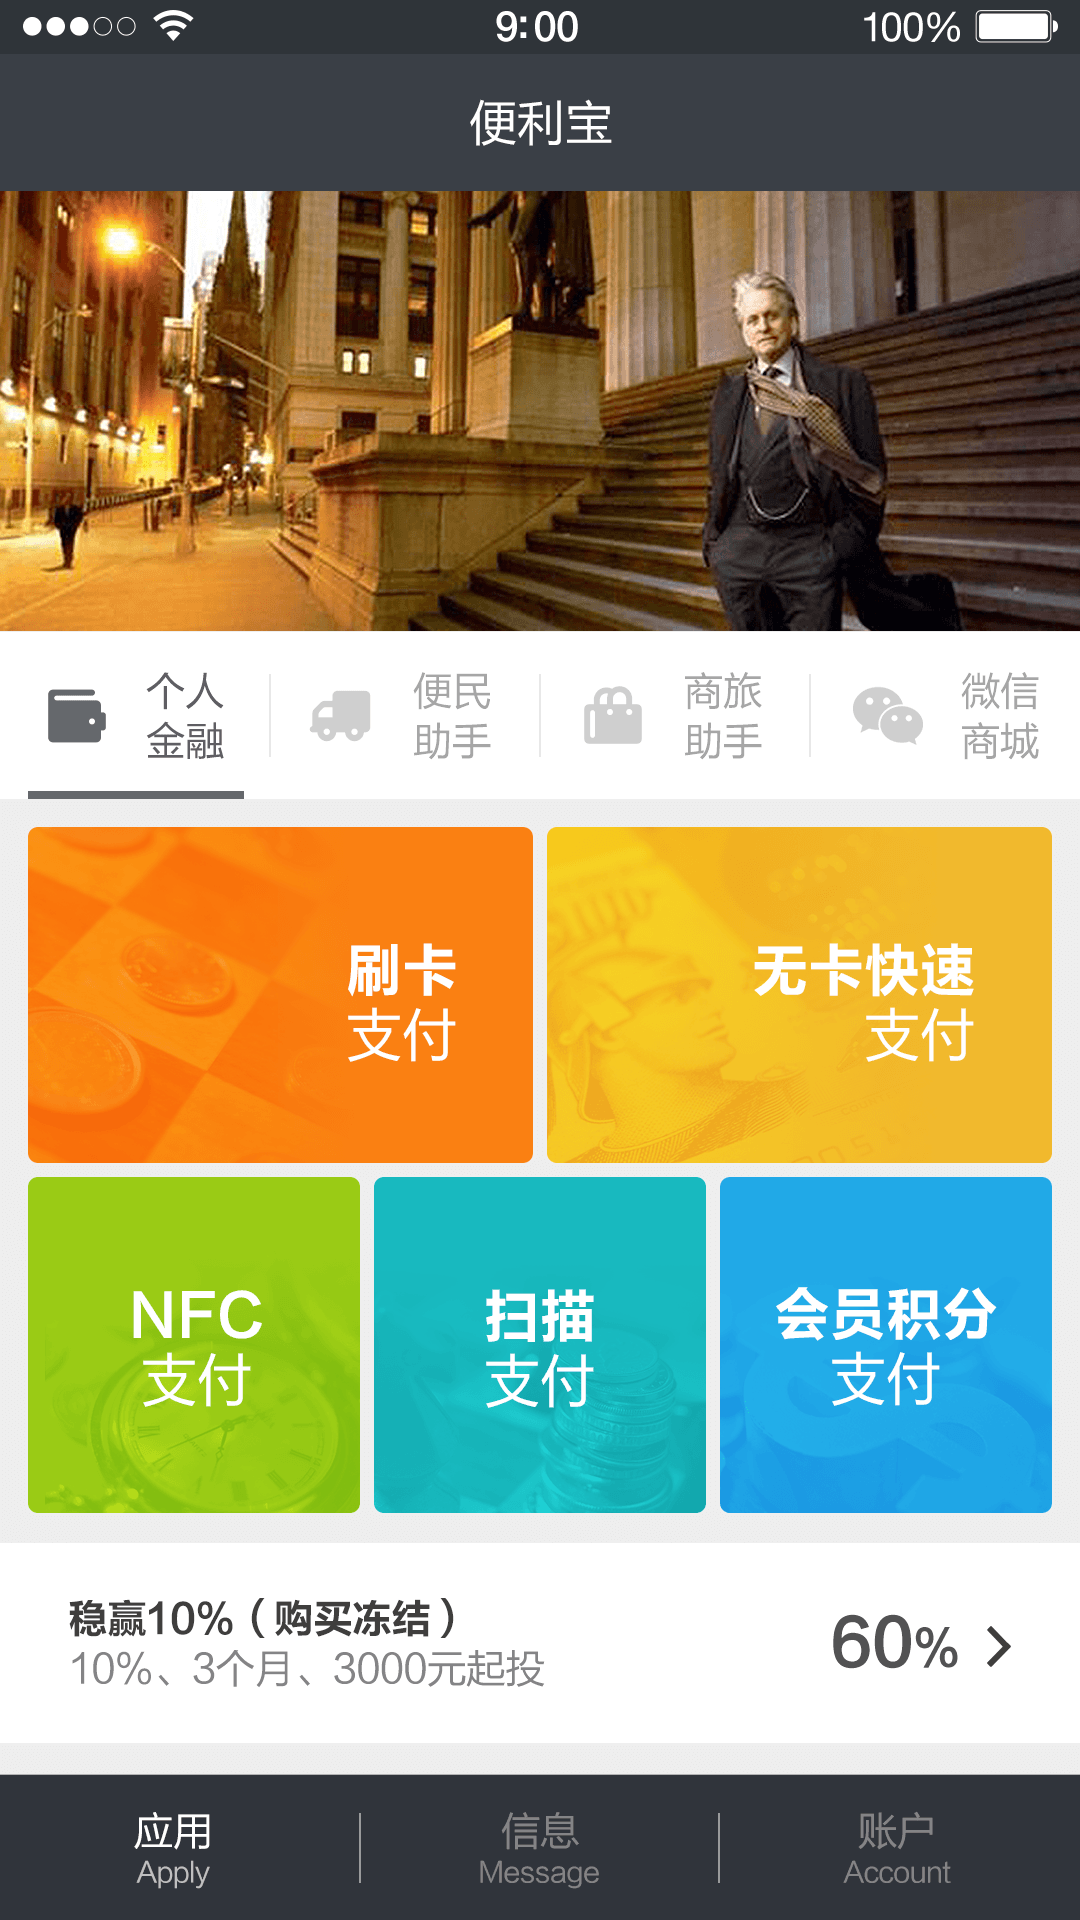 9:00
100%
便利宝
个人
金融
便民
助手
商旅
助手
微信
商城
刷卡
支付
无卡快速
支付
NFC
支付
扫描
支付
会员积分
支付
稳赢10%（购买冻结）
10%、3个月、3000元起投
60%
应用
Apply
信息
Message
账户
Account